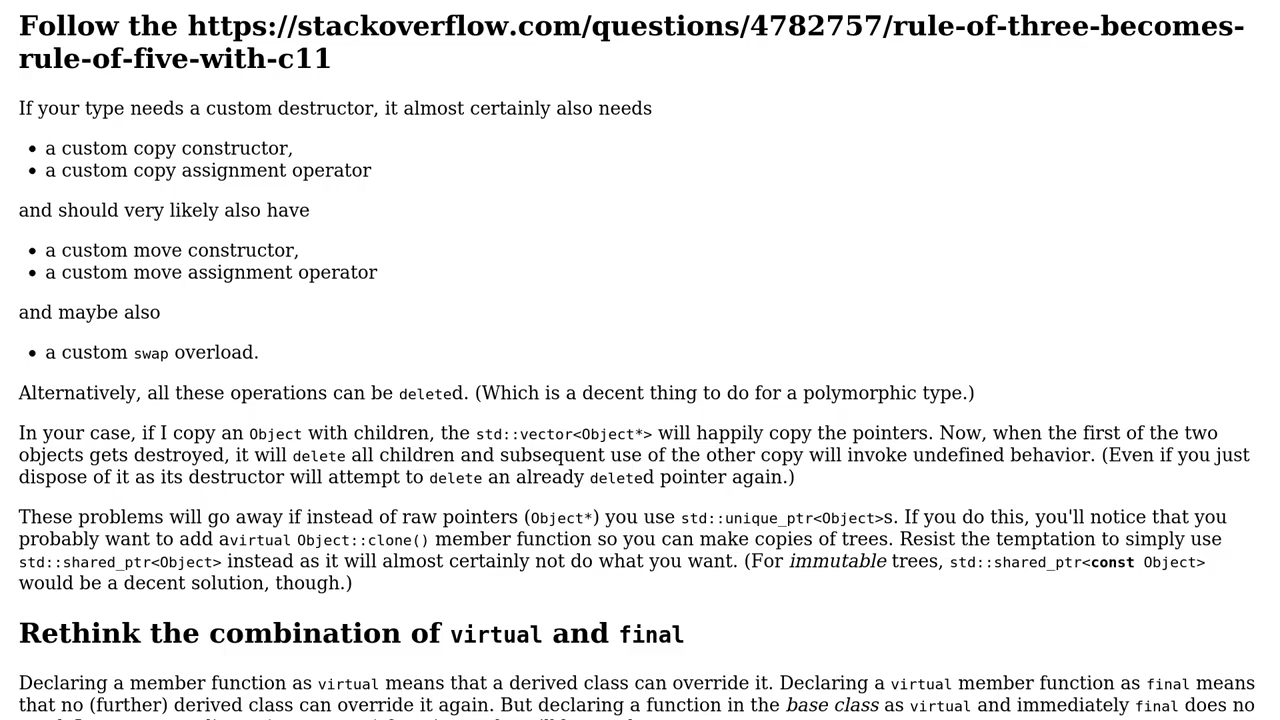 Follow the https://stackoverflow.com/questions/4782757/rule-of-three-becomes-
rule-of-five-with-c11
If your type needs a custom destructor, it almost certainly also needs
• a custom copy constructor,
• a custom copy assignment operator
and should very likely also have
• a custom move constructor,
• a custom move assignment operator
and maybe also
• a custom swap overload.
Alternatively, all these operations can be deleted. (Which is a decent thing to do for a polymorphic type.)
In your case, if I copy an Object with children, the std::vector<Object*> will happily copy the pointers. Now, when the first of the two
objects gets destroyed, it will delete all children and subsequent use of the other copy will invoke undefined behavior. (Even if you just
dispose of it as its destructor will attempt to delete an already deleted pointer again.)
These problems will go away if instead of raw pointers (Object*) you use std::unique_ptr<Object>s. If you do this, you'll notice that you
probably want to add avirtual Object::clone() member function so you can make copies of trees. Resist the temptation to simply use
std::shared_ptr<Object> instead as it will almost certainly not do what you want. (For immutable trees, std::shared_ptr<const Object>
would be a decent solution, though.)
Rethink the combination of virtual and final
Declaring a member function as virtual means that a derived class can override it. Declaring a virtual member function as final means
that no (further) derived class can override it again. But declaring a function in the base class as virtual and immediately final does no